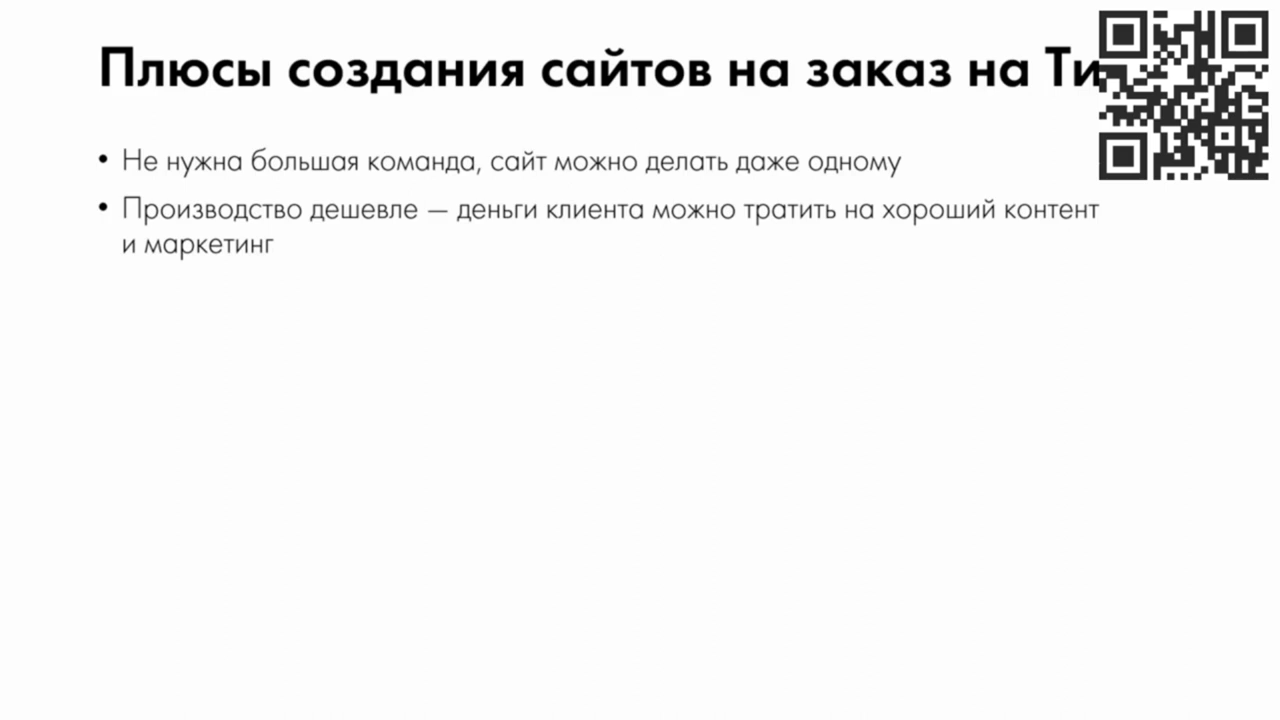 Плюсы создания сайтов на заказ на
• Не нужна большая команда, сайт можно делать даже одному
• Производство дешевле — деньги клиента можно тратить на хороший контент
и маркетинг